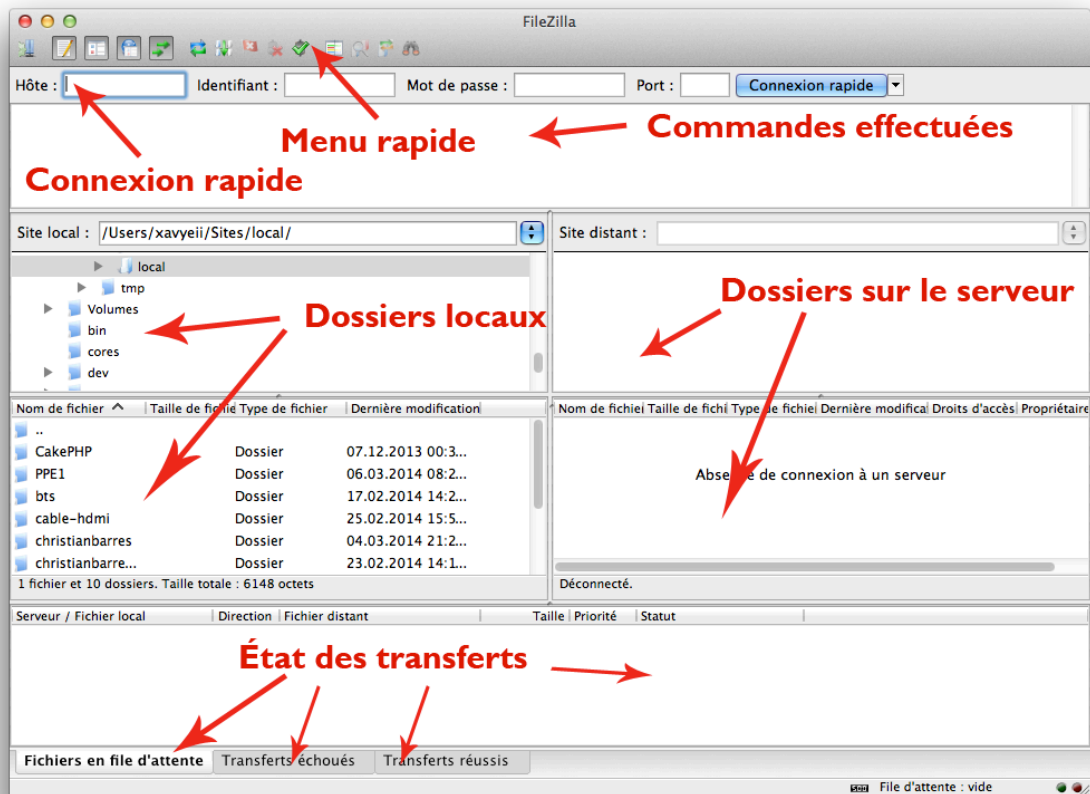 FileZilla
Hôte : Identifiant : Mot de passe : Port : Connexion rapide
Menu rapide
Commandes effectuées
Connexion rapide
Site local : /Users/xavyeii/Sites/local/
Site distant :
local
tmp
Volumes
bin
cores
dev
Dossiers locaux
Dossiers sur le serveur
Nom de fichier Taille de fichie Type de fichier Dernière modification
..
CakePHP Dossier 07.12.2013 00:3...
PPE1 Dossier 06.03.2014 08:2...
bts Dossier 17.02.2014 14:2...
cable-hdmi Dossier 25.02.2014 15:5...
christianbarres Dossier 04.03.2014 21:2...
christianbarre... Dossier 23.02.2014 14:1...
1 fichier et 10 dossiers. Taille totale : 6148 octets
Nom de fichiei Taille de fichi Type de fichie Dernière modifica Droits d'accès Propriétaire
Absence de connexion à un serveur
Déconnecté.
Serveur / Fichier local Direction Fichier distant Taille Priorité Statut
État des transferts
Fichiers en file d'attente Transferts échoués Transferts réussis
File d'attente : vide